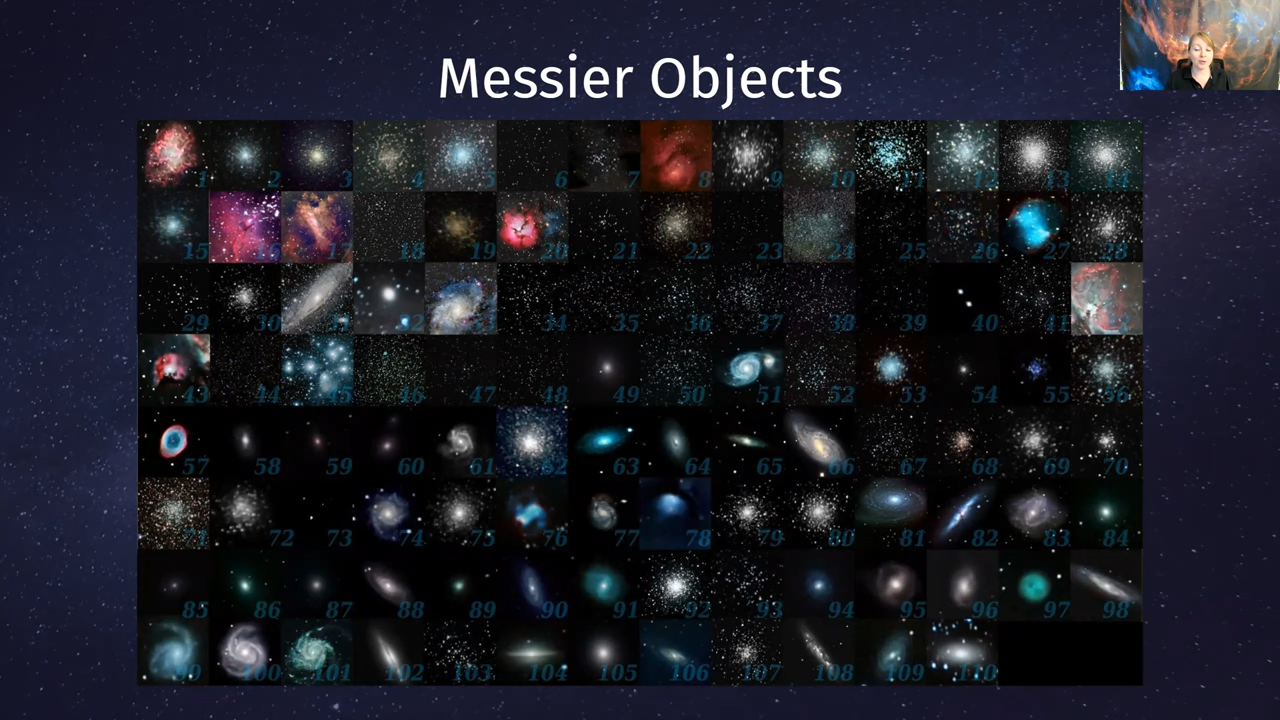 Messier Objects
1 2 3 4 5 6 7 8 9 10 11 12 13 14
15 16 17 18 19 20 21 22 23 24 25 26 27 28
29 30 31 32 33 34 35 36 37 38 39 40 41
43 44 45 46 47 48 49 50 51 52 53 54 55 56
57 58 59 60 61 62 63 64 65 66 67 68 69 70
71 72 73 74 75 76 77 78 79 80 81 82 83 84
85 86 87 88 89 90 91 92 93 94 95 96 97 98
99 100 101 102 103 104 105 106 107 108 109 110